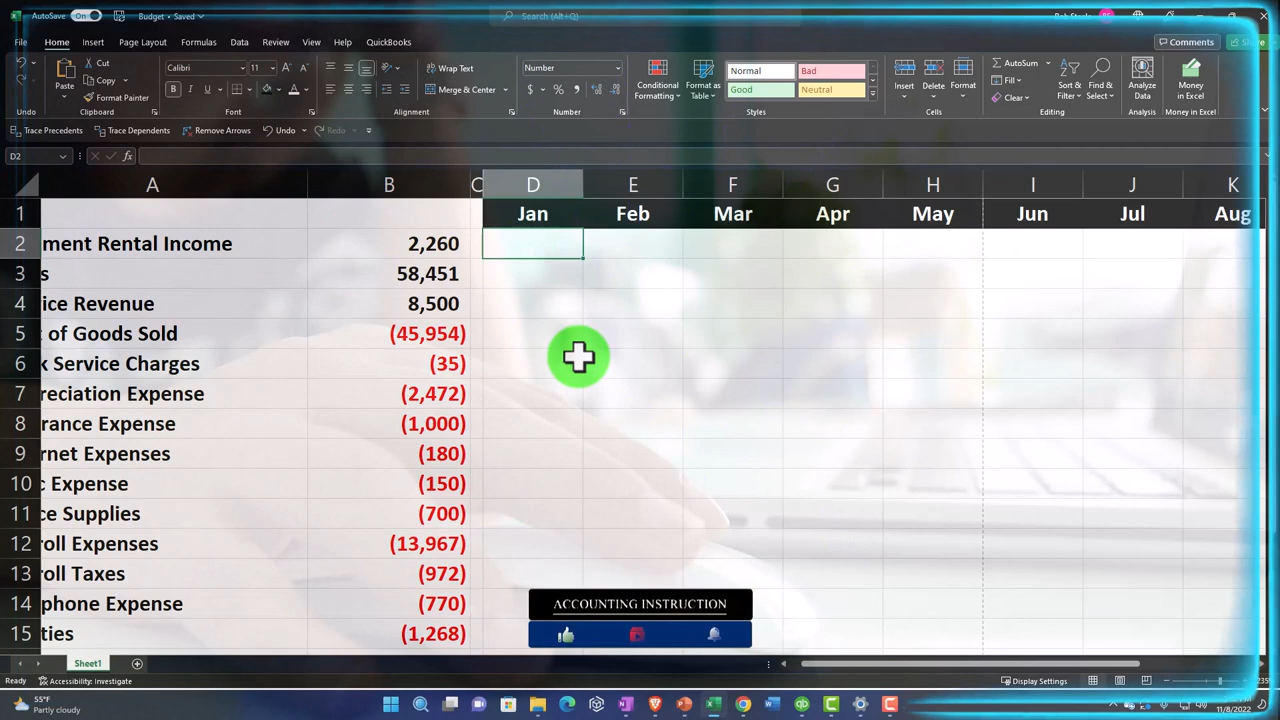 AutoSave On Budget - Saved Search (Alt+Q)
File Home Insert Page Layout Formulas Data Review View Help QuickBooks Comments Share
Paste Cut Copy Format Painter
Calibri 11
Wrap Text
Merge & Center
Number
Conditional Formatting Format as Table
Normal Bad
Good Neutral
Insert Delete Format
AutoSum Fill Clear
Sort & Filter Find & Select Analyze Data Money in Excel
Undo Clipboard Font Alignment Number Styles Cells Editing Analysis Money in Excel
Trace Precedents Trace Dependents Remove Arrows Undo Redo
D2 fx
A B C D E F G H I J K
1 Jan Feb Mar Apr May Jun Jul Aug
2 ment Rental Income 2,260
3 s 58,451
4 ice Revenue 8,500
5 of Goods Sold (45,954)
6 k Service Charges (35)
7 reciation Expense (2,472)
8 rance Expense (1,000)
9 rnet Expenses (180)
10 c Expense (150)
11 ce Supplies (700)
12 roll Expenses (13,967)
13 roll Taxes (972)
14 phone Expense (770)
15 ties (1,268)
ACCOUNTING INSTRUCTION
Sheet1
Ready Accessibility: Investigate Display Settings
55°F
Partly cloudy
11/8/2022